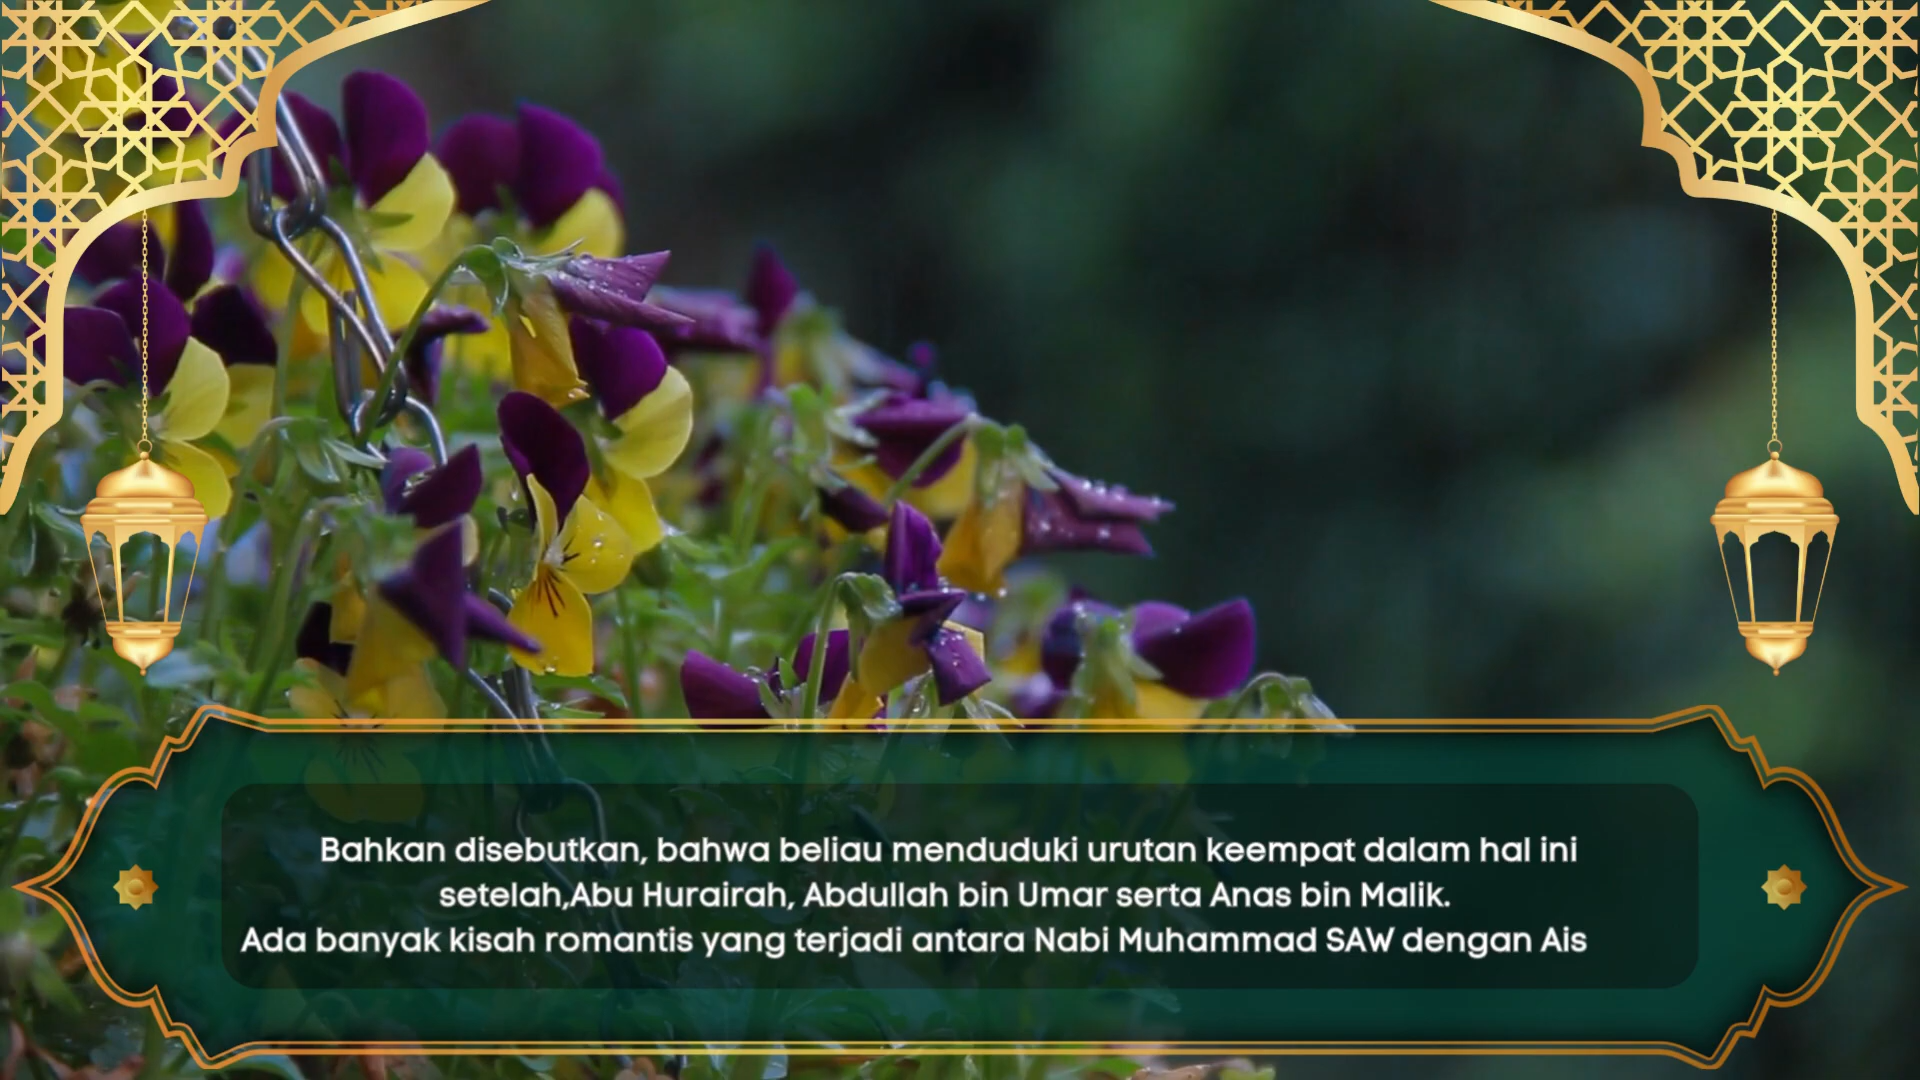 Bahkan disebutkan, bahwa beliau menduduki urutan keempat dalam hal ini
setelah,Abu Hurairah, Abdullah bin Umar serta Anas bin Malik.
Ada banyak kisah romantis yang terjadi antara Nabi Muhammad SAW dengan Ais